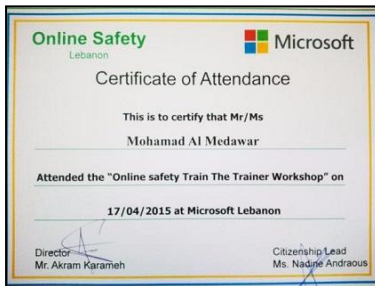 Online Safety
Lebanon
Microsoft
Certificate of Attendance
This is to certify that Mr/Ms
Mohamad Al Medawar
Attended the "Online safety Train The Trainer Workshop" on
17/04/2015 at Microsoft Lebanon
Director
Mr. Akram Karameh
Citizenship Lead
Ms. Nadine Andraous